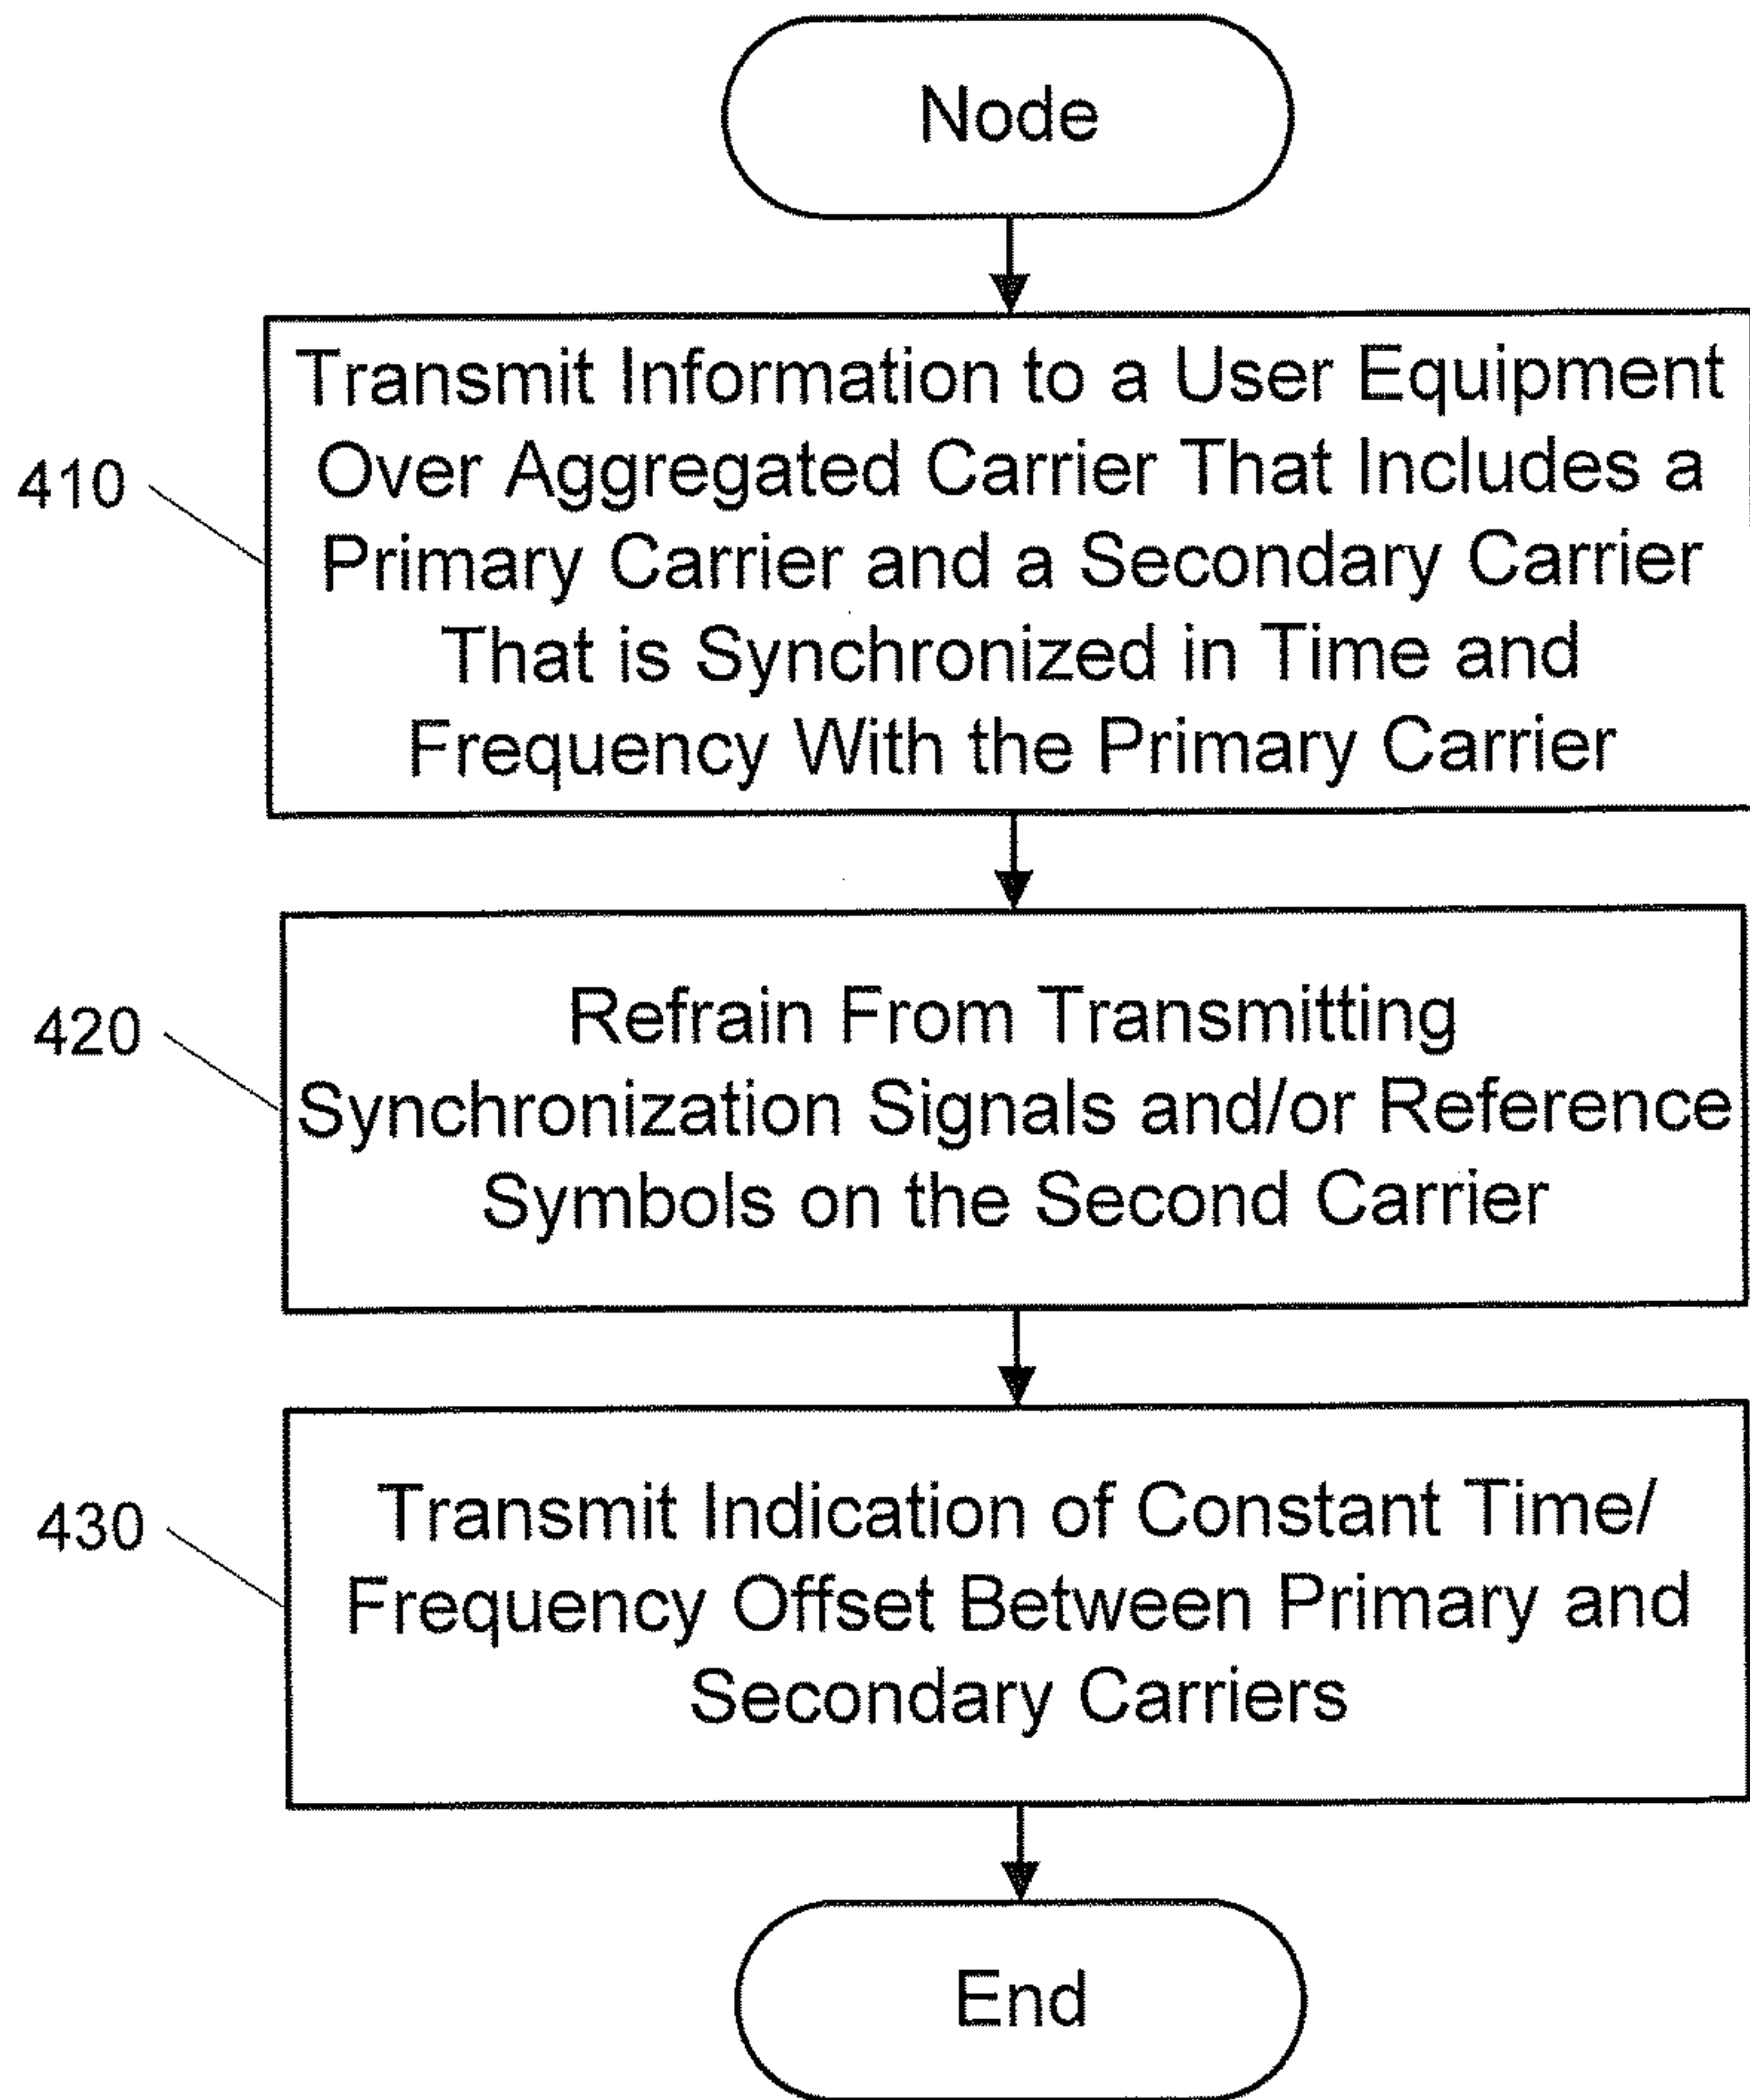 Node
410
Transmit Information to a User Equipment
Over Aggregated Carrier That Includes a
Primary Carrier and a Secondary Carrier
That is Synchronized in Time and
Frequency With the Primary Carrier
420
Refrain From Transmitting
Synchronization Signals and/or Reference
Symbols on the Second Carrier
430
Transmit Indication of Constant Time/
Frequency Offset Between Primary and
Secondary Carriers
End